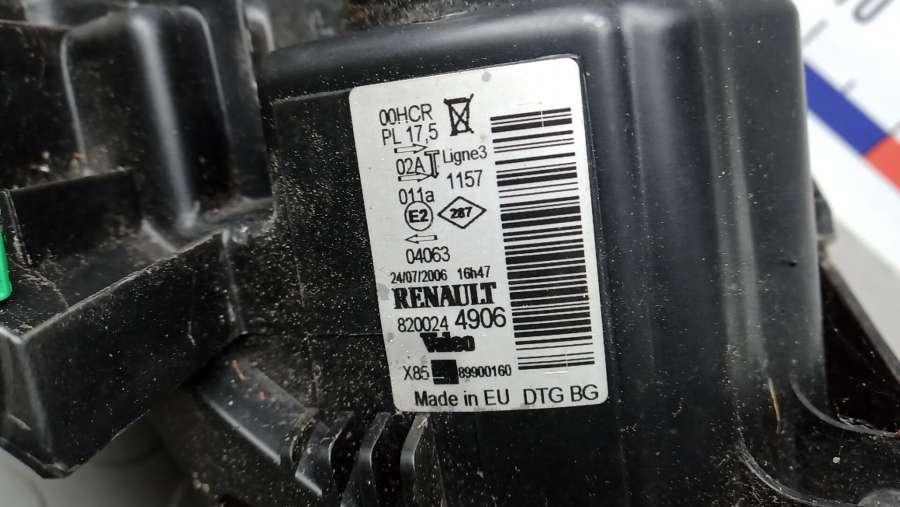 00HCR
PL 17,5
02A Ligne3
1157
011a
E2 287
04063
24/07/2006 16h47
RENAULT
820024 4906
Valeo
X85 89900160
Made in EU DTG BG